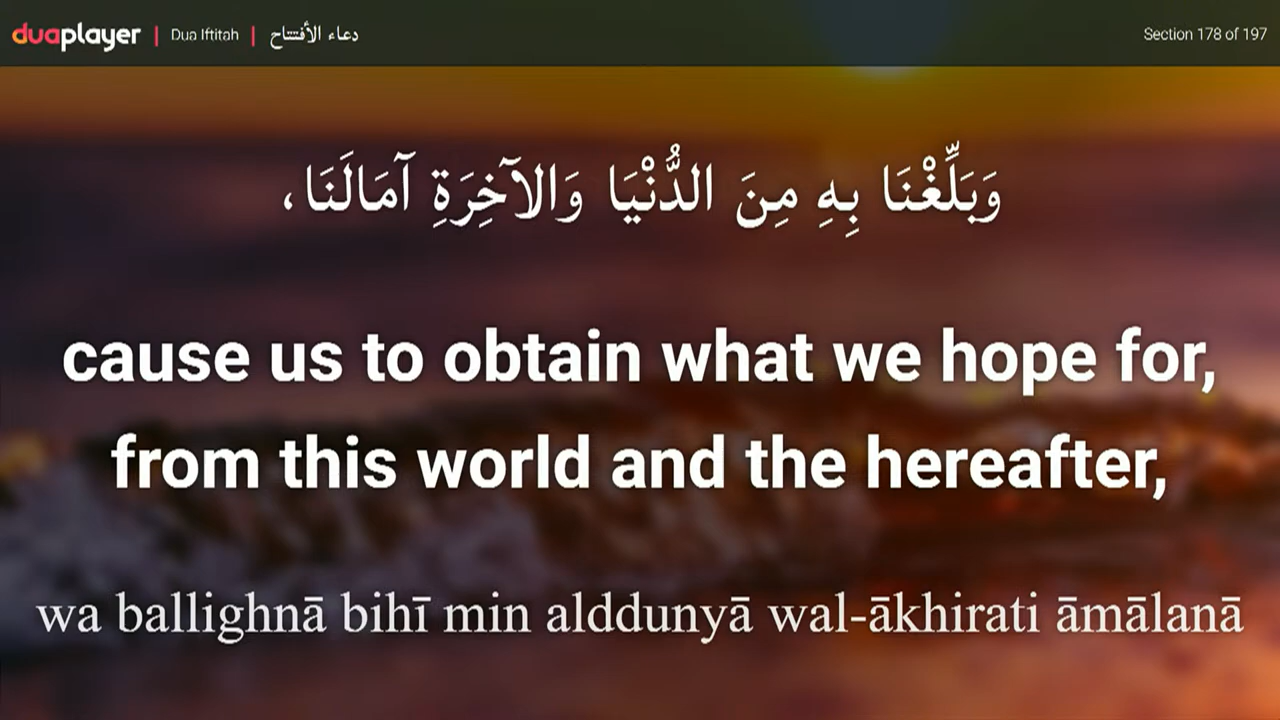 duaplayer | Dua Iftitah | دعاء الأفتتاح
Section 178 of 197
وَبَلِّغْنَا بِهِ مِنَ الدُّنْيَا وَالآخِرَةِ آمَالَنَا،
cause us to obtain what we hope for,
from this world and the hereafter,
wa ballighnā bihī min alddunyā wal-ākhirati āmālanā